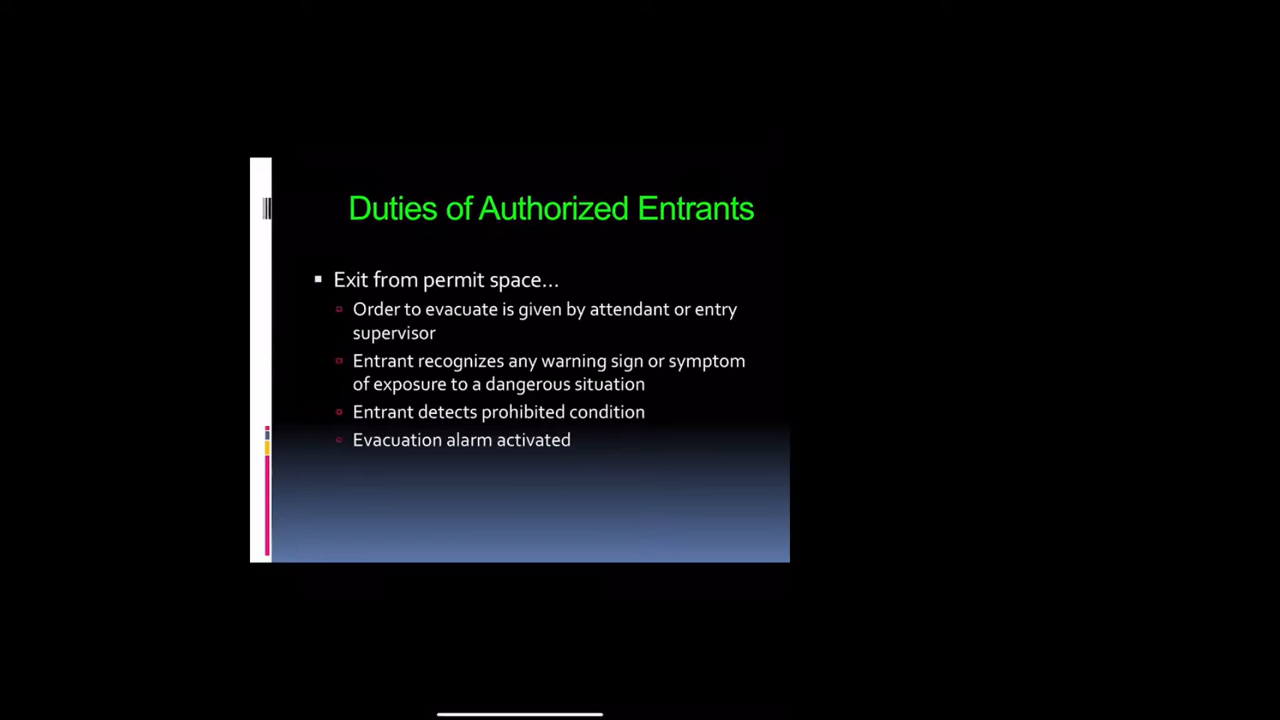 Duties of Authorized Entrants
Exit from permit space…
Order to evacuate is given by attendant or entry
supervisor
Entrant recognizes any warning sign or symptom
of exposure to a dangerous situation
Entrant detects prohibited condition
Evacuation alarm activated